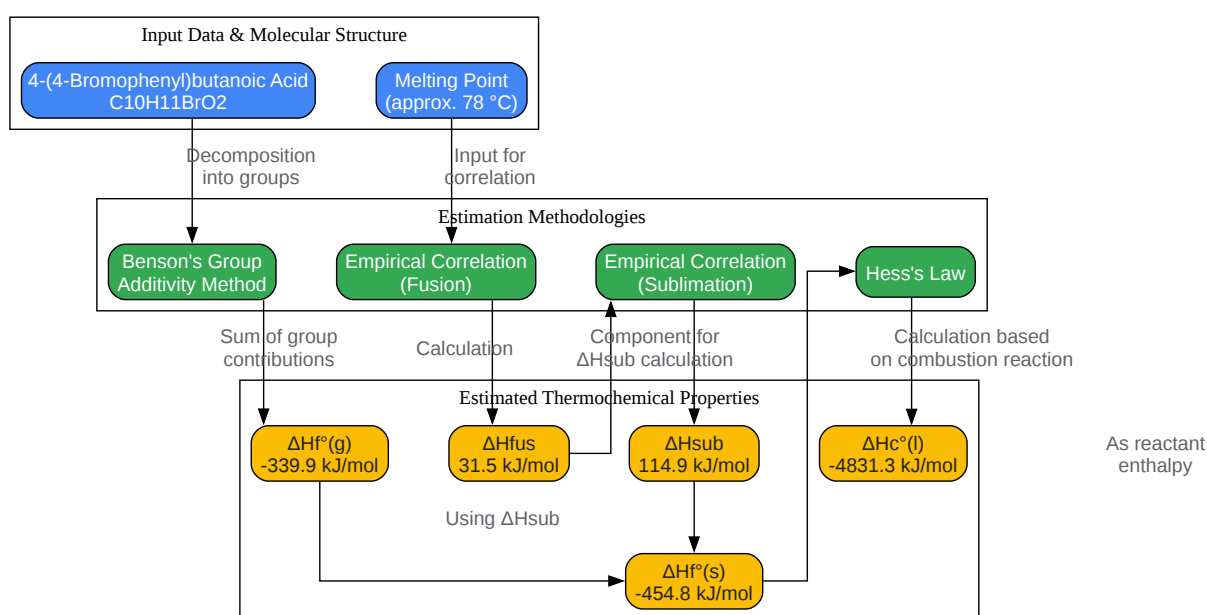 Input Data & Molecular Structure
4-(4-Bromophenyl)butanoic Acid
C10H11BrO2
Melting Point
(approx. 78 °C)
Decomposition
into groups
Input for
correlation
Estimation Methodologies
Benson's Group
Additivity Method
Empirical Correlation
(Fusion)
Empirical Correlation
(Sublimation)
Hess's Law
Sum of group
contributions
Calculation
Component for
ΔHsub calculation
Calculation based
on combustion reaction
Estimated Thermochemical Properties
ΔHf°(g)
-339.9 kJ/mol
ΔHfus
31.5 kJ/mol
ΔHsub
114.9 kJ/mol
ΔHc°(l)
-4831.3 kJ/mol
As reactant
enthalpy
Using ΔHsub
ΔHf°(s)
-454.8 kJ/mol